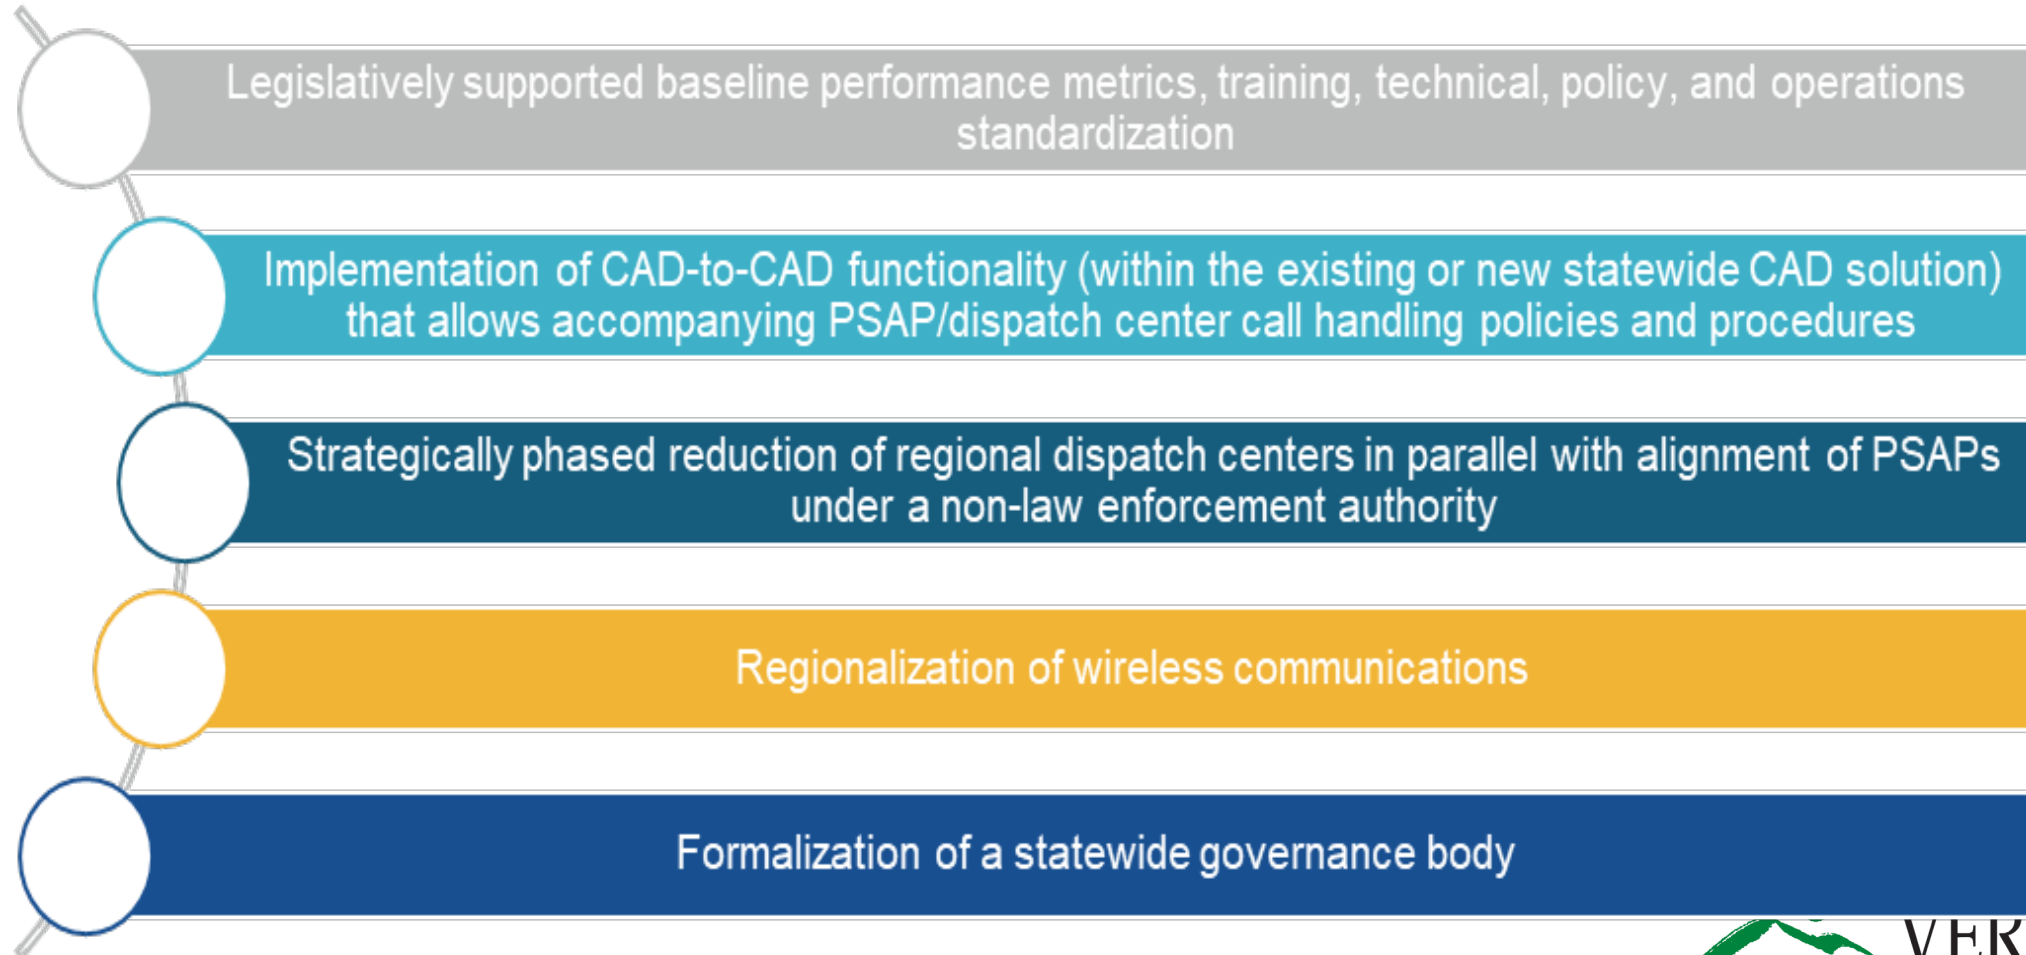 Legislatively supported baseline performance metrics, training, technical, policy, and operations
standardization
Implementation of CAD-to-CAD functionality (within the existing or new statewide CAD solution)
that allows accompanying PSAP/dispatch center call handling policies and procedures
Strategically phased reduction of regional dispatch centers in parallel with alignment of PSAPs
under a non-law enforcement authority
Regionalization of wireless communications
Formalization of a statewide governance body